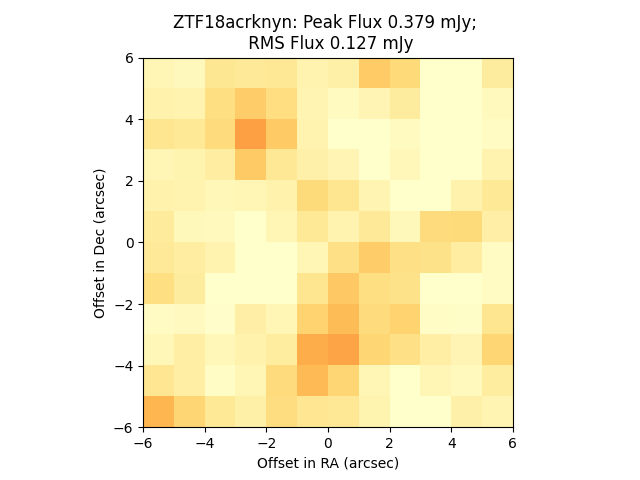 ZTF18acrknyn: Peak Flux 0.379 mJy;
RMS Flux 0.127 mJy
6
4
2
0
−2
−4
−6
Offset in Dec (arcsec)
−6 −4 −2 0 2 4 6
Offset in RA (arcsec)